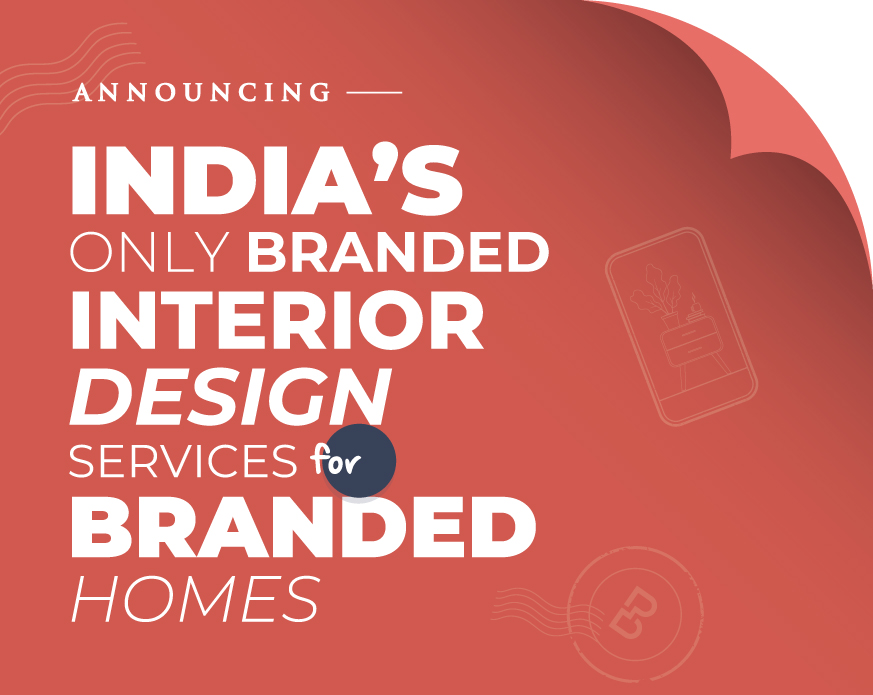 ANNOUNCING
INDIA'S
ONLY BRANDED
INTERIOR
DESIGN
SERVICES for
BRANDED
HOMES